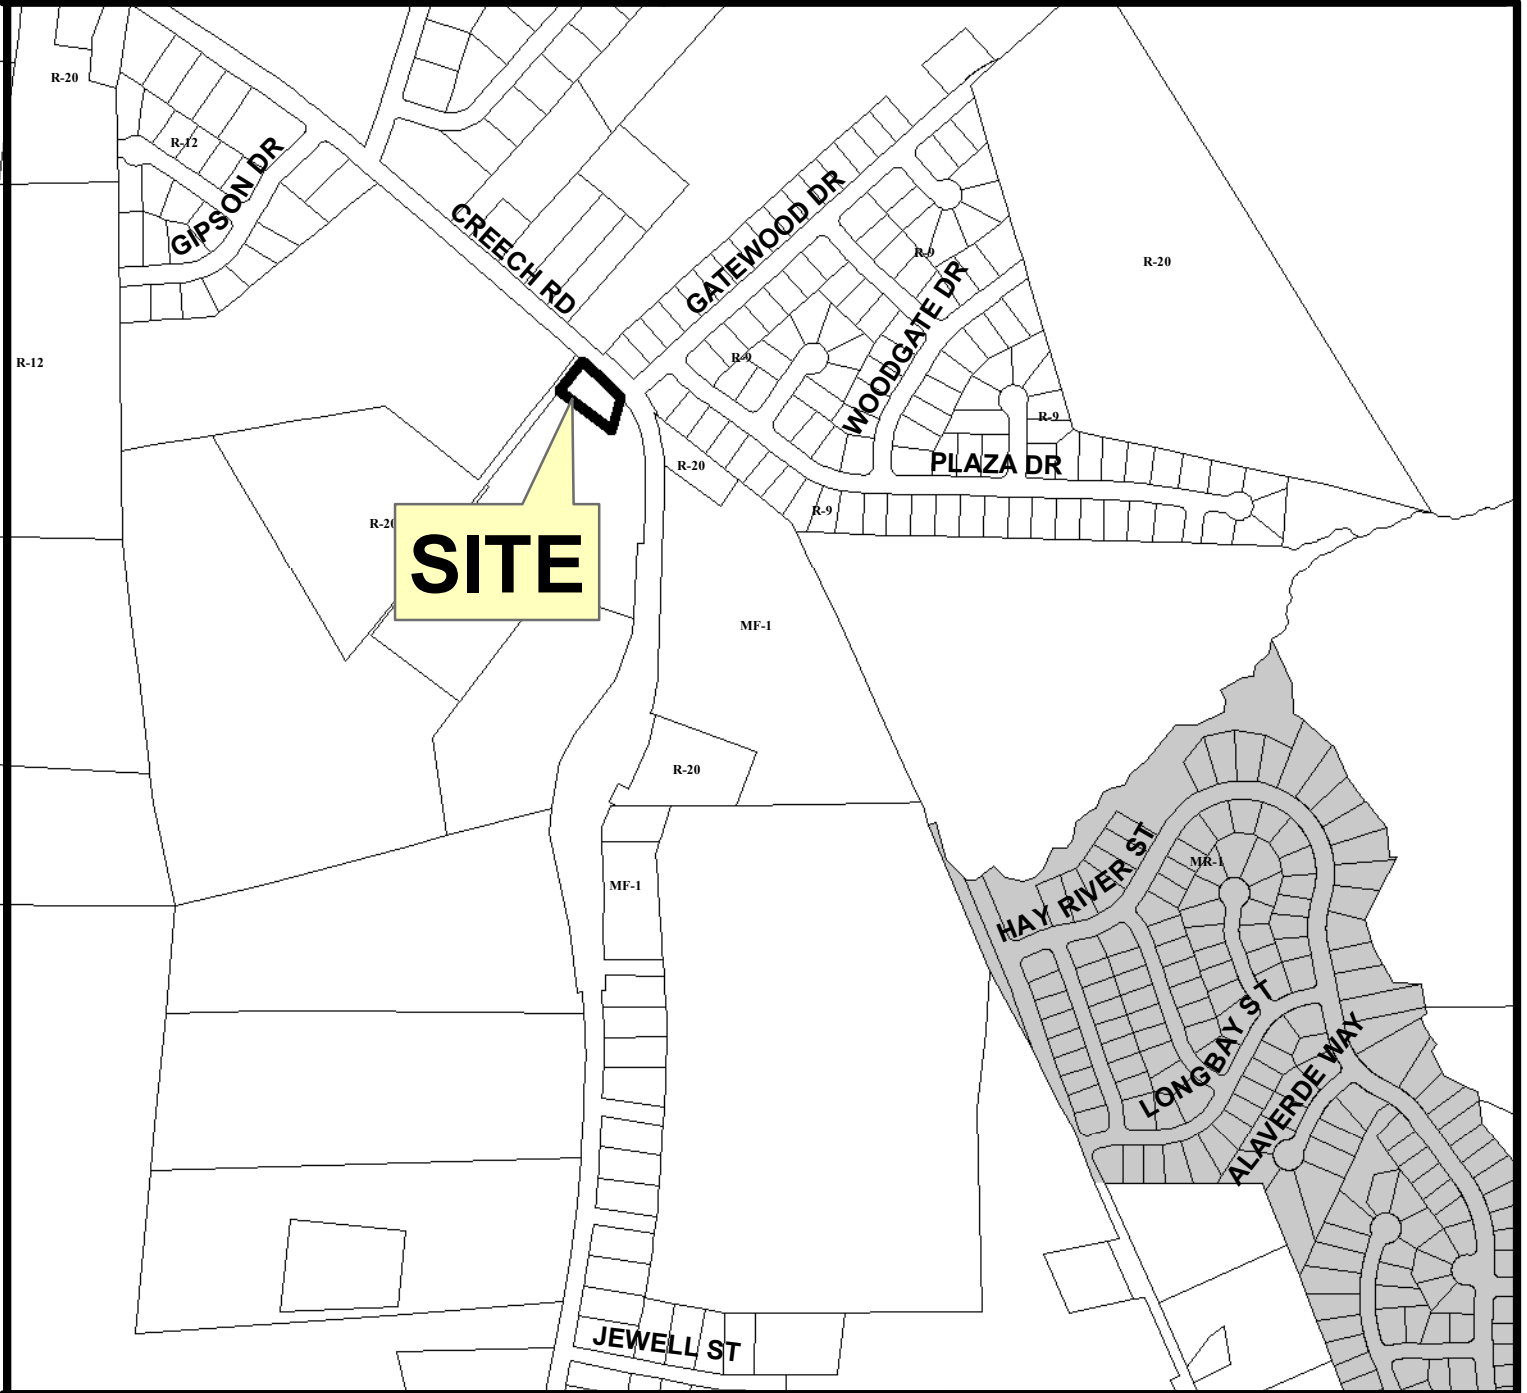 R-20
R-12
GIPSON DR
CREECH RD
GATEWOOD DR
R-9
WOODGATE DR
R-20
R-12
R-9
R-9
PLAZA DR
R-20
R-9
R-20
SITE
MF-1
R-20
MF-1
HAY RIVER ST
MR-1
LONGBAY ST
ALAVERDE WAY
JEWELL ST